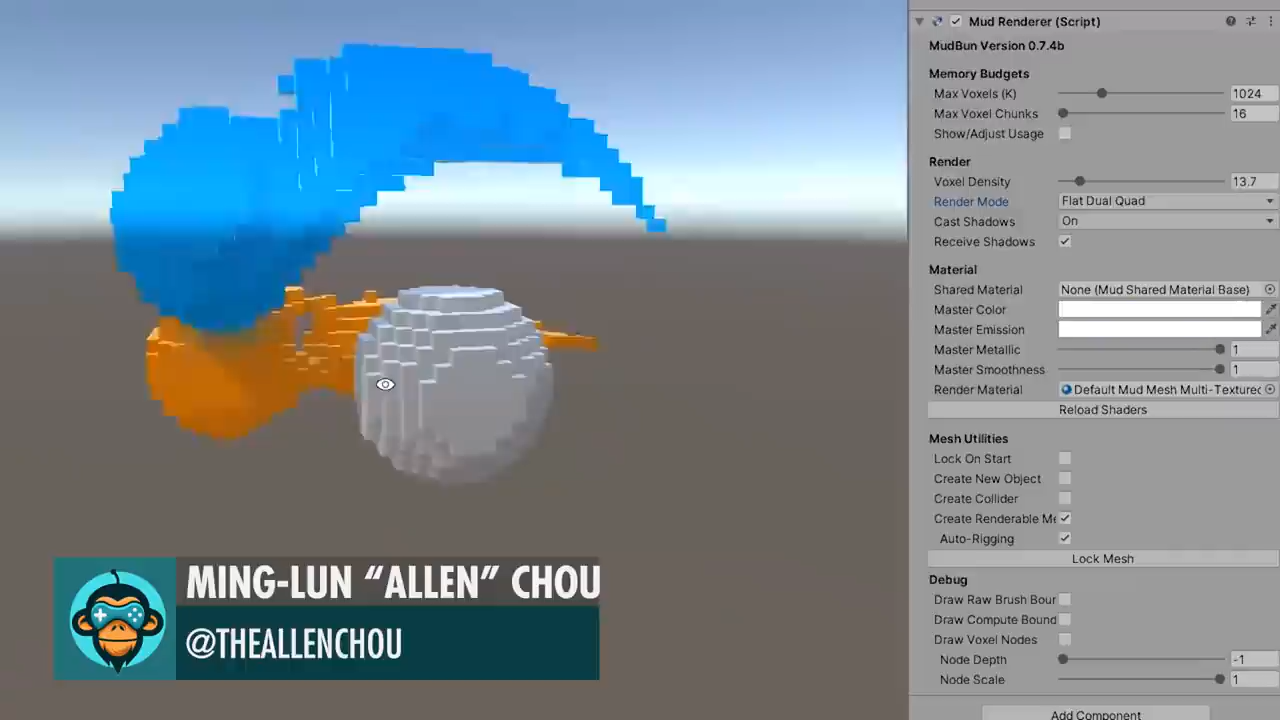 Mud Renderer (Script)
MudBun Version 0.7.4b
Memory Budgets
Max Voxels (K) 1024
Max Voxel Chunks 16
Show/Adjust Usage
Render
Voxel Density 13.7
Render Mode Flat Dual Quad
Cast Shadows On
Receive Shadows
Material
Shared Material None (Mud Shared Material Base)
Master Color
Master Emission
Master Metallic 1
Master Smoothness 1
Render Material Default Mud Mesh Multi-Textured
Reload Shaders
Mesh Utilities
Lock On Start
Create New Object
Create Collider
Create Renderable Me
Auto-Rigging
Lock Mesh
Debug
Draw Raw Brush Bour
Draw Compute Bound
Draw Voxel Nodes
Node Depth -1
Node Scale 1
Add Component
MING-LUN “ALLEN” CHOU
@THEALLENCHOU